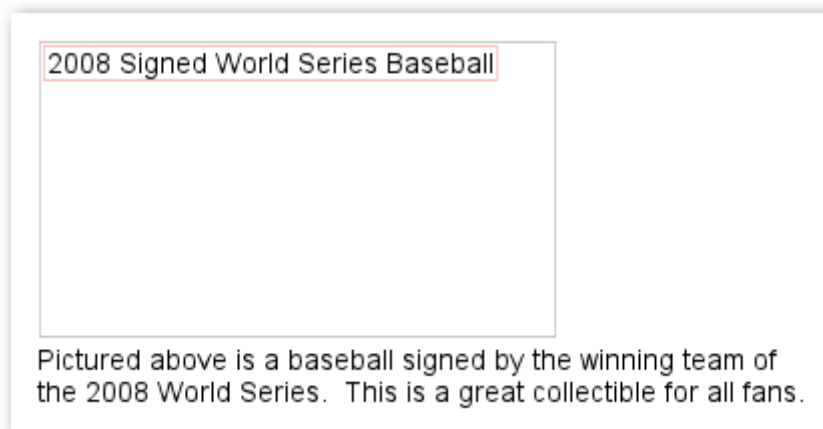 2008 Signed World Series Baseball
Pictured above is a baseball signed by the winning team of
the 2008 World Series.  This is a great collectible for all fans.